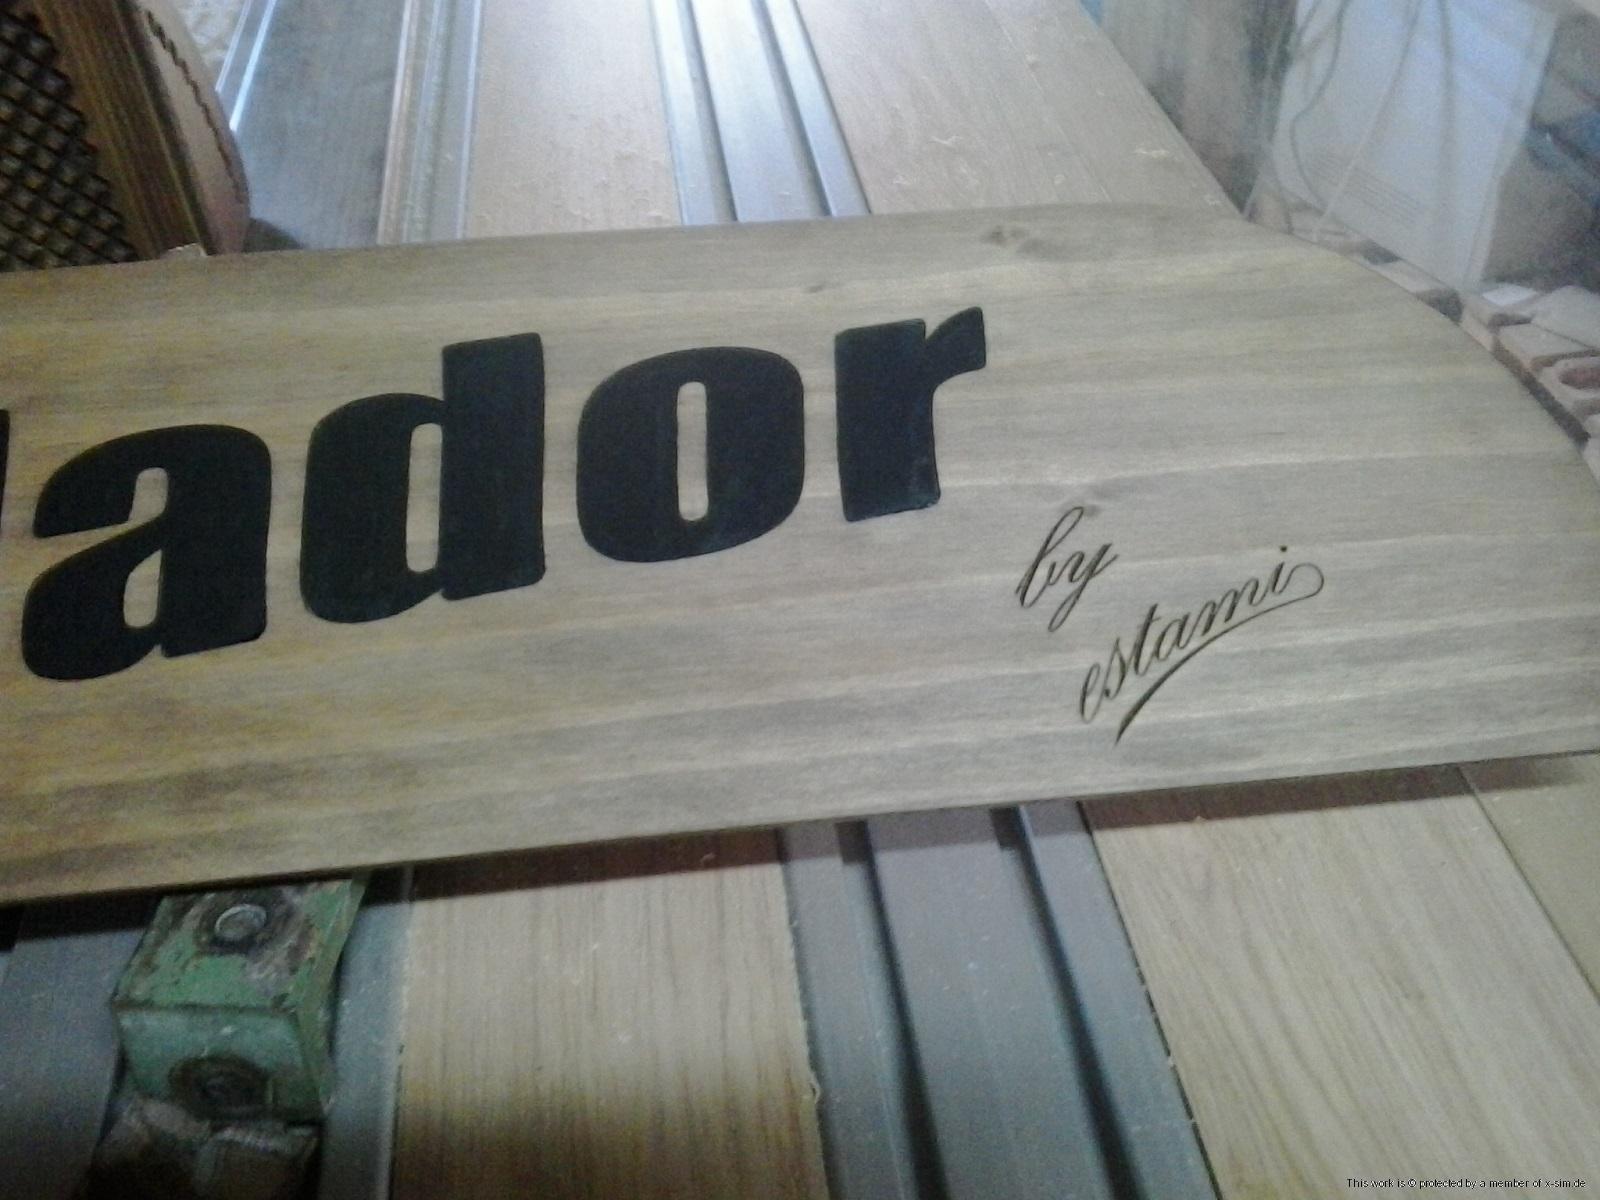 ador
by
estami
This work is © protected by a member of x-sim.de